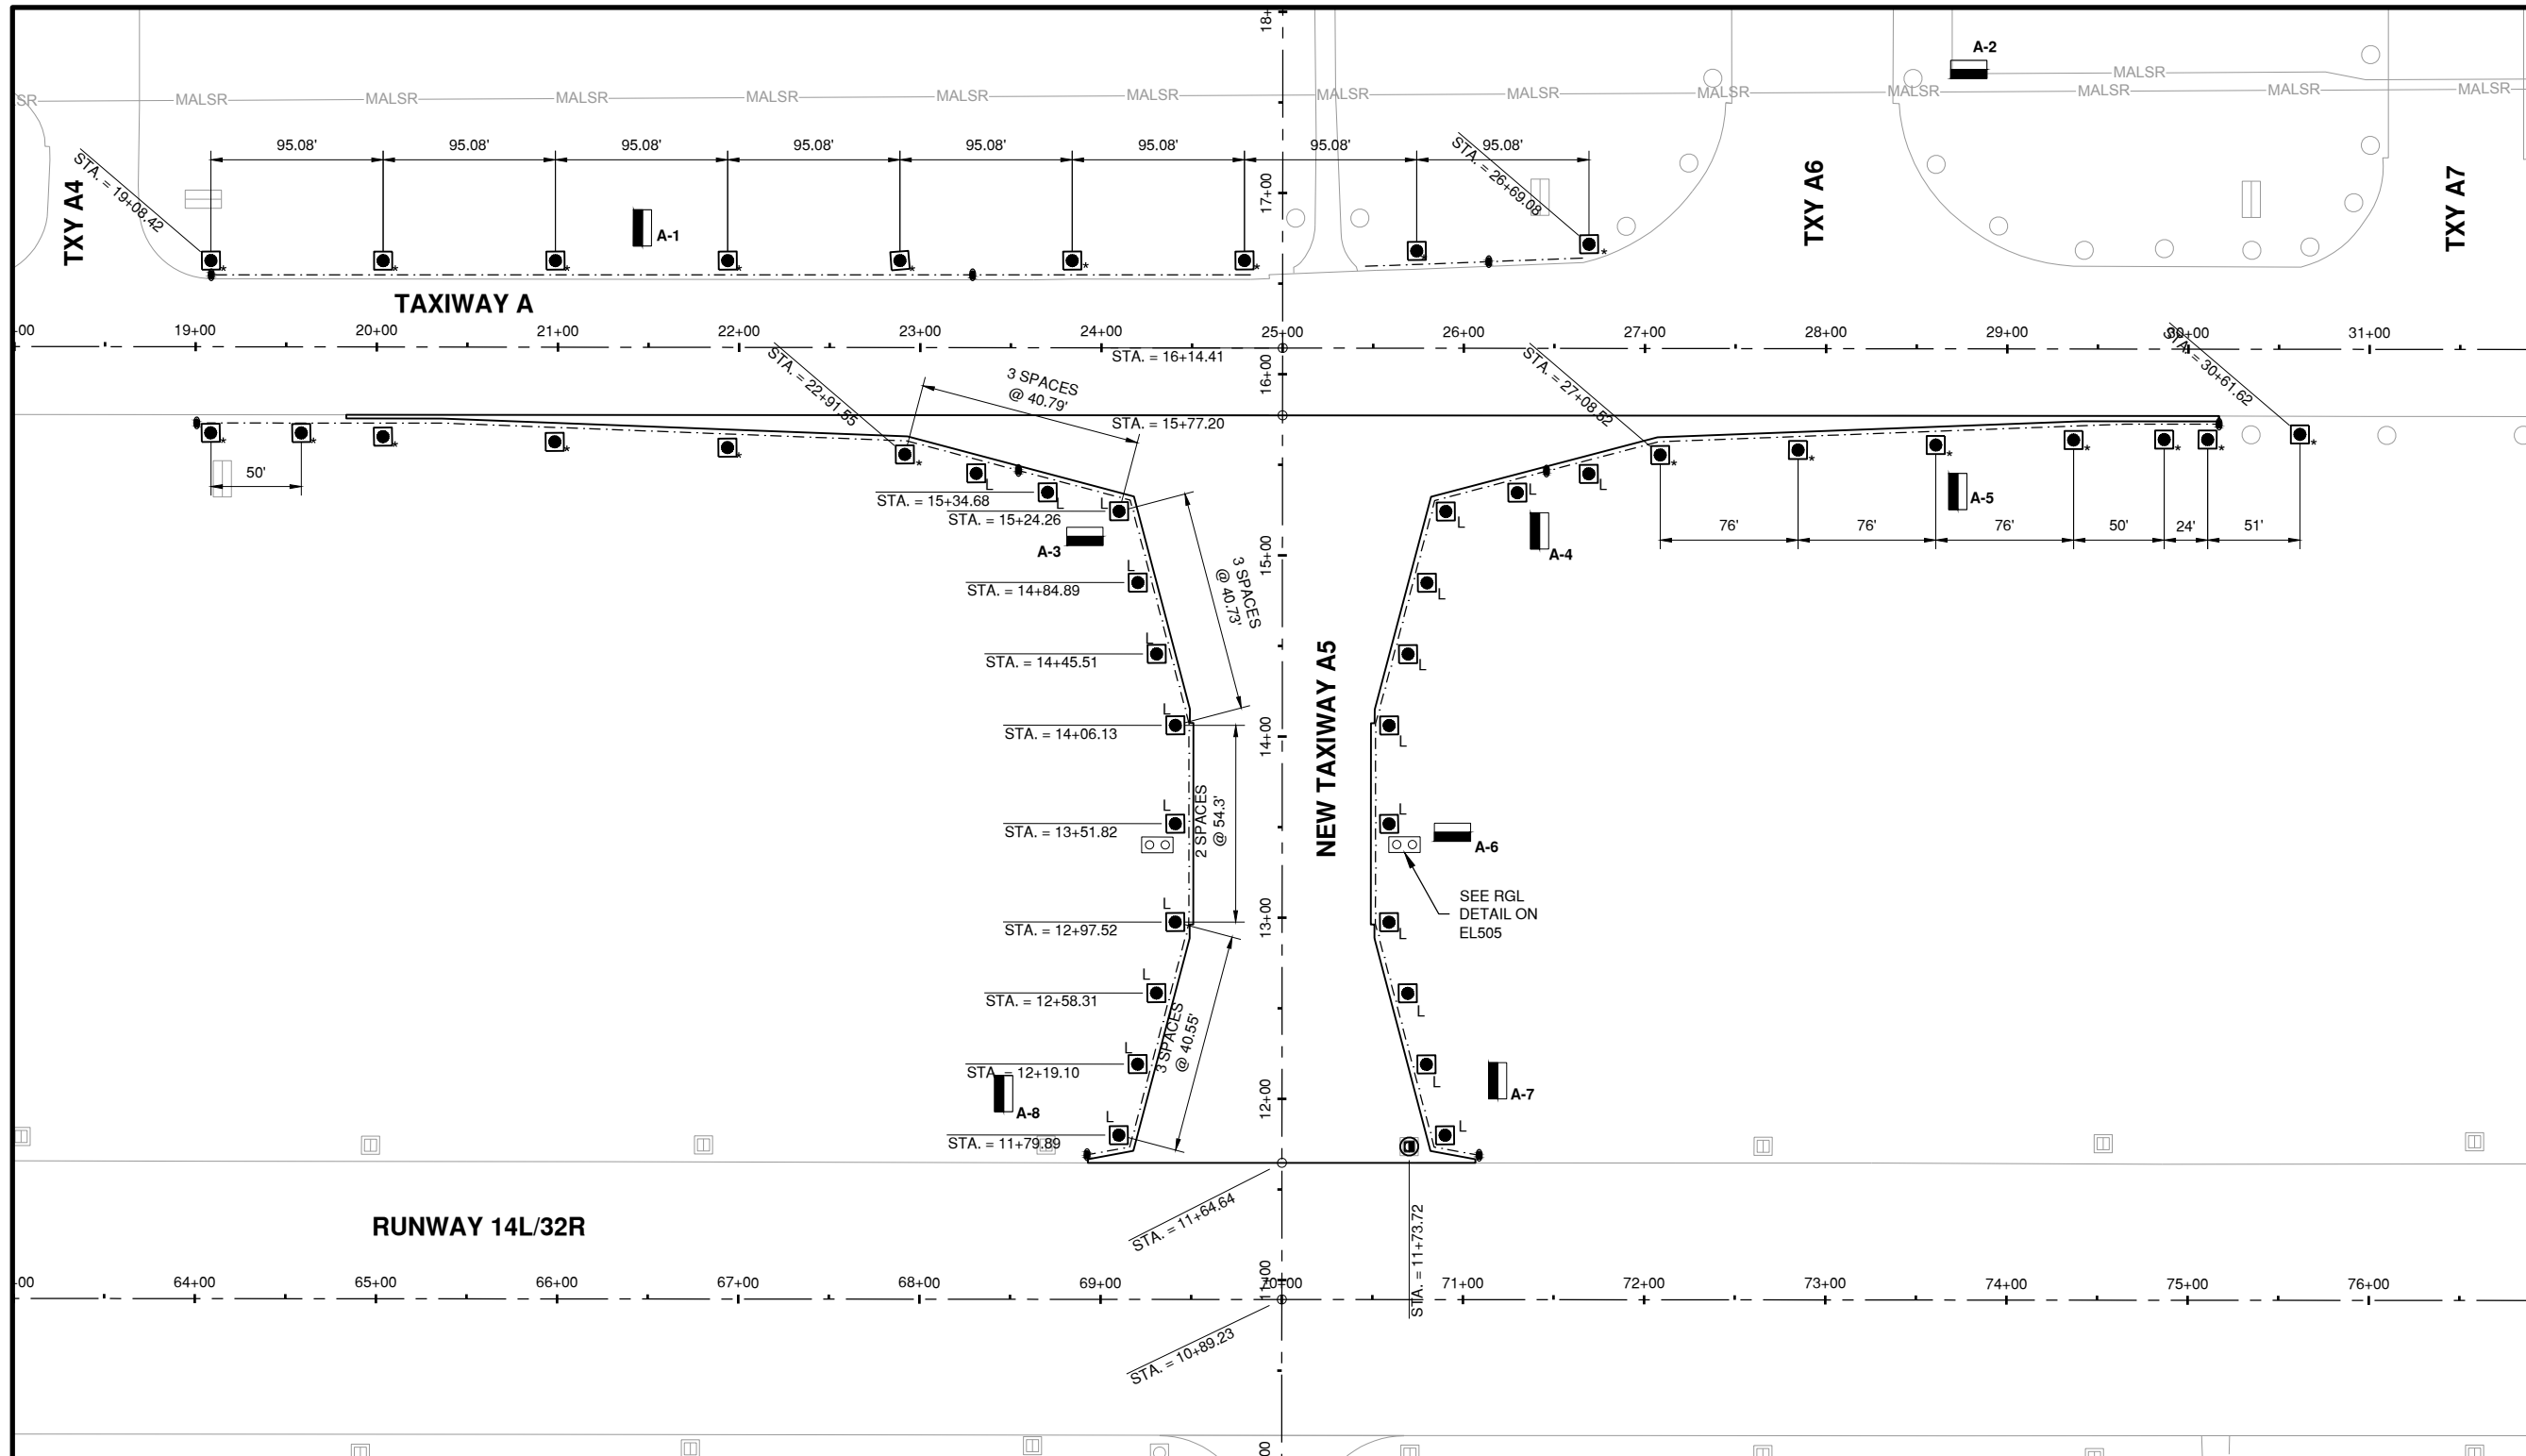 18+
A-2
MALSR
SR MALSR MALSR MALSR MALSR MALSR MALSR MALSR MALSR MALSR MALSR MALSR MALSR MALSR
95.08' 95.08' 95.08' 95.08' 95.08' 95.08' 95.08' 95.08'
STA. = 19+08.42
STA. = 26+69.08
17+00
TXY A4
TXY A6
TXY A7
A-1
* * * * * * * * *
TAXIWAY A
+00 19+00 20+00 21+00 22+00 23+00 24+00 25+00 26+00 27+00 28+00 29+00 30+00 31+00
STA. = 16+14.41
16+00
STA. = 22+91.55
3 SPACES
@ 40.79'
STA. = 27+08.52
STA. = 30+61.62
STA. = 15+77.20
* * * * * *
* * * * * * *
50'
L L L
L L L
STA. = 15+34.68
STA. = 15+24.26
A-3
A-4
A-5
76' 76' 76' 50' 24' 51'
15+00
3 SPACES
@ 40.73'
L
STA. = 14+84.89
L
L
STA. = 14+45.51
L
NEW TAXIWAY A5
L
STA. = 14+06.13
L
14+00
2 SPACES
@ 54.3'
L
STA. = 13+51.82
L
A-6
SEE RGL
DETAIL ON
EL505
L
STA. = 12+97.52
L
13+00
L
STA. = 12+58.31
L
3 SPACES
@ 40.55'
L
STA. = 12+19.10
L
A-8
A-7
12+00
L
STA. = 11+79.89
L
STA. = 11+64.64
STA. = 11+73.72
RUNWAY 14L/32R
11+00
+00 64+00 65+00 66+00 67+00 68+00 69+00 70+00 71+00 72+00 73+00 74+00 75+00 76+00
STA. = 10+89.23
00